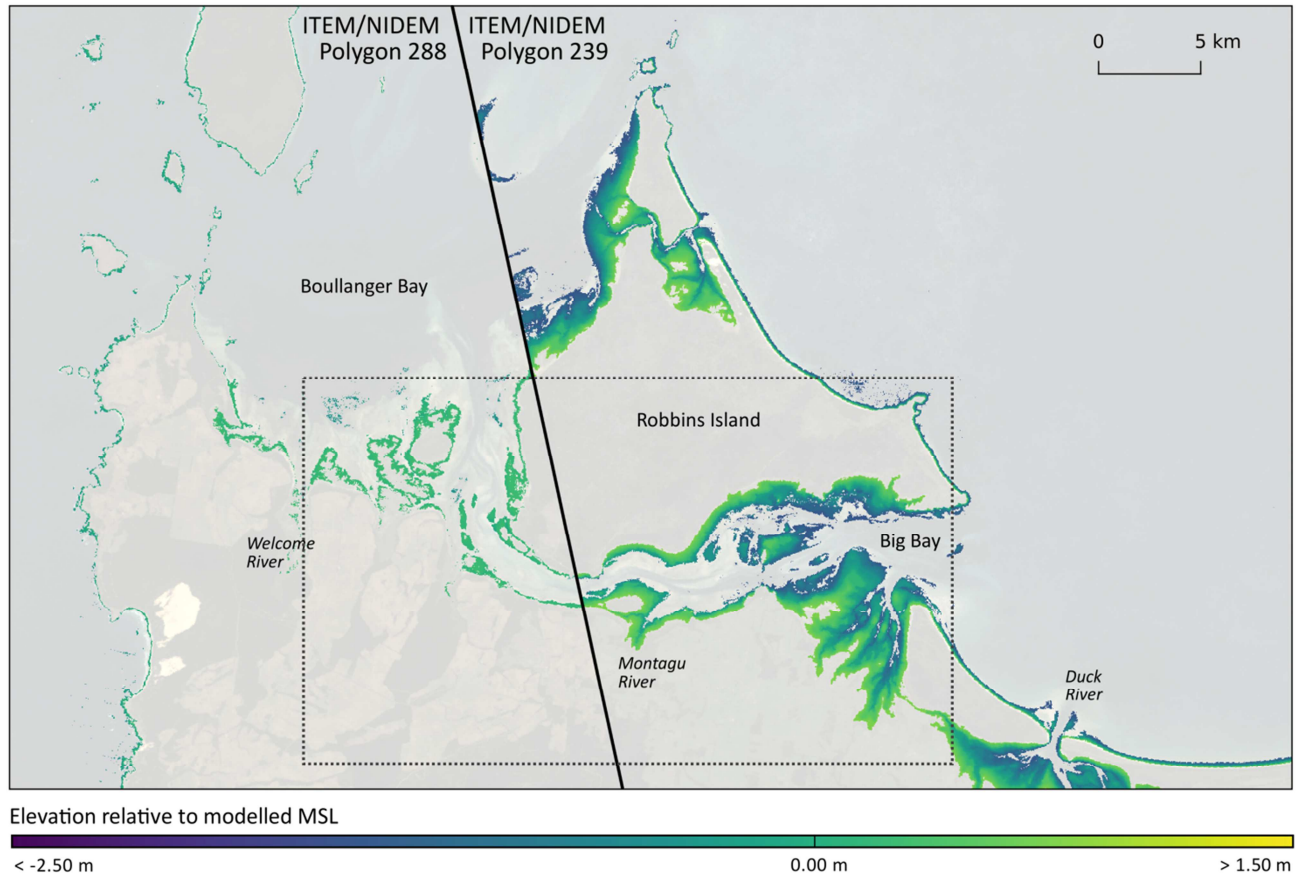 ITEM/NIDEM
Polygon 288
ITEM/NIDEM
Polygon 239
0 5 km
Boullanger Bay
Robbins Island
Welcome
River
Big Bay
Montagu
River
Duck
River
Elevation relative to modelled MSL
< -2.50 m 0.00 m > 1.50 m